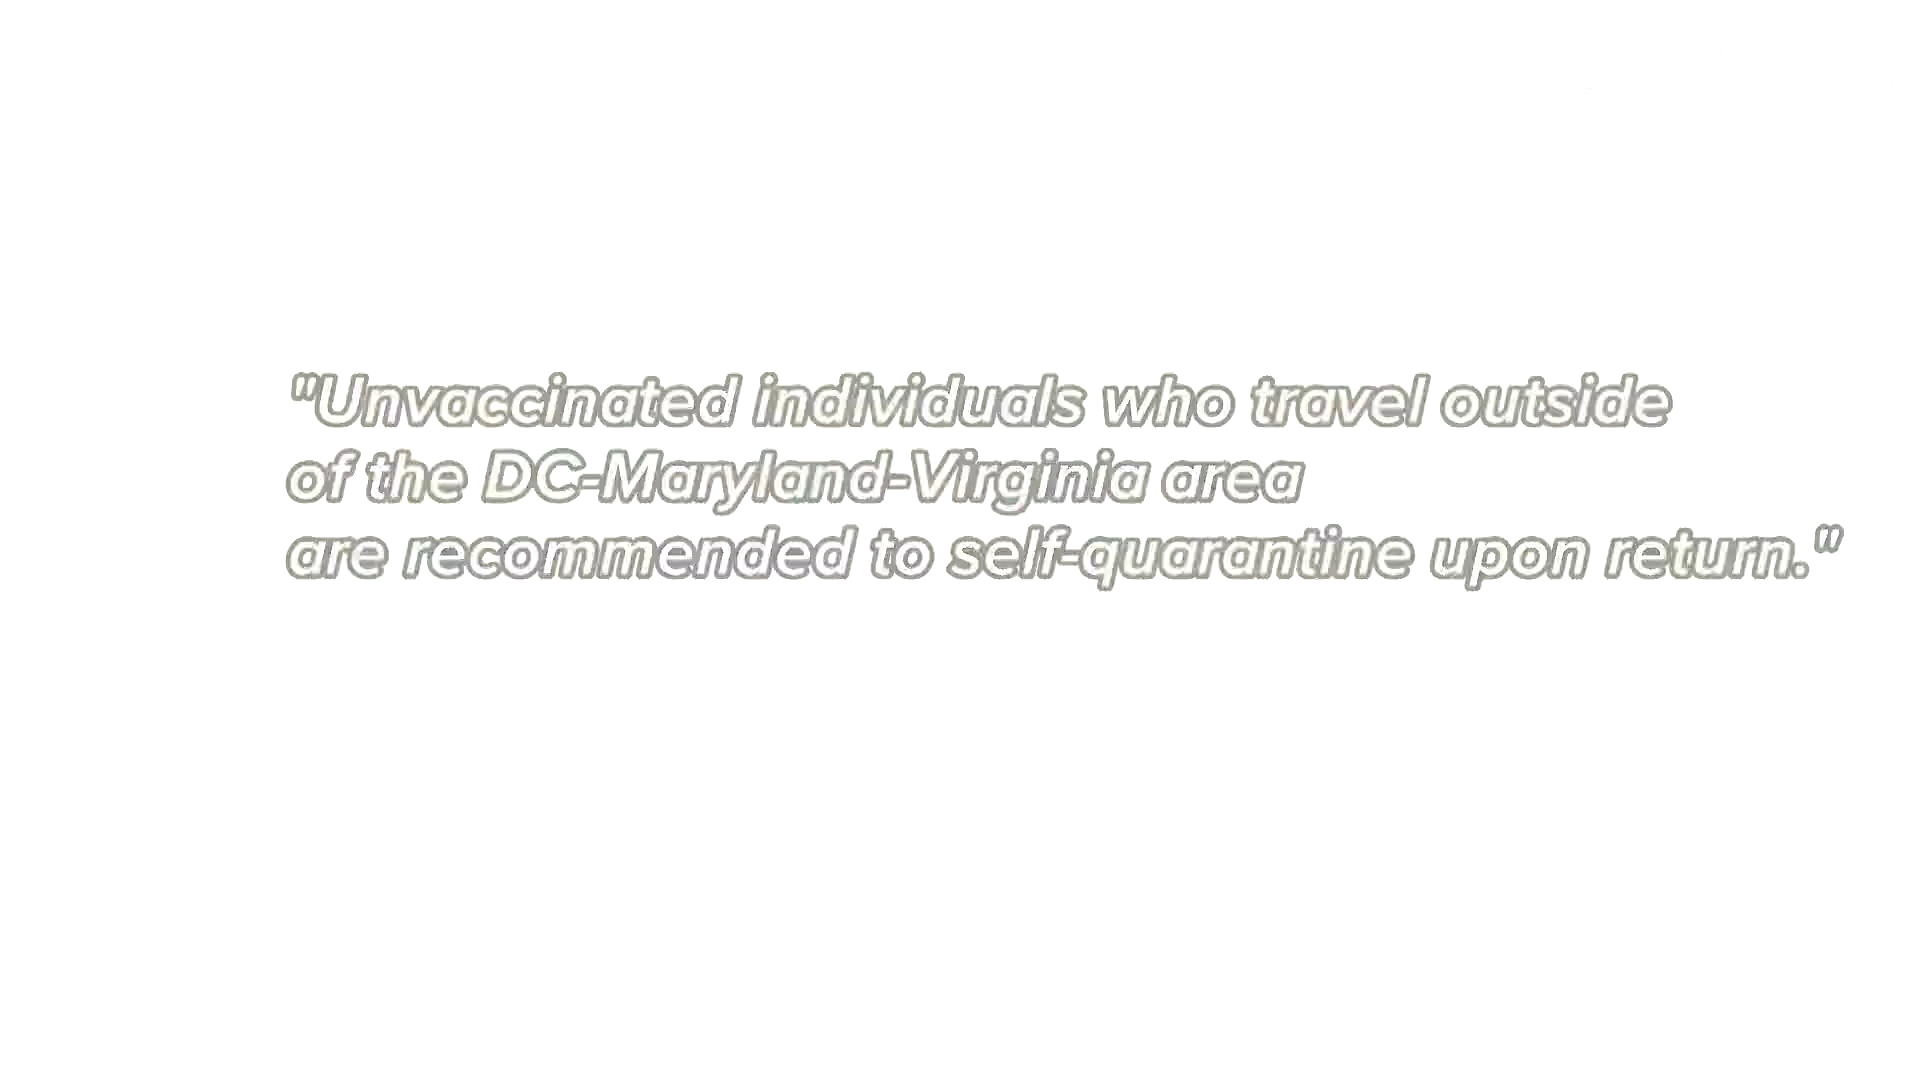 "Unvaccinated individuals who travel outside
of the DC-Maryland-Virginia area
are recommended to self-quarantine upon return."